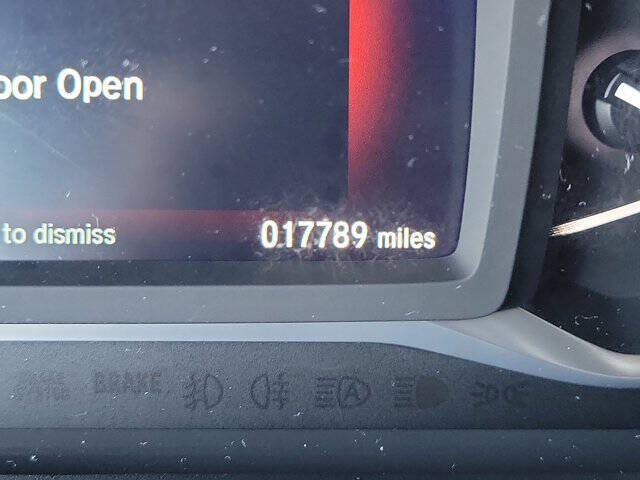 oor Open
to dismiss
017789 miles
BRAKE
A